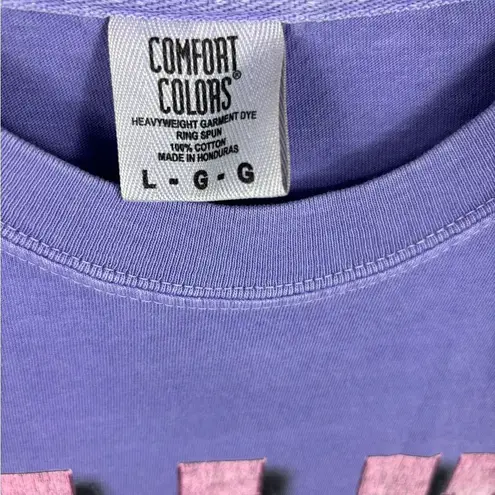 COMFORT
COLORS®
HEAVYWEIGHT GARMENT DYE
RING SPUN
100% COTTON
MADE IN HONDURAS
L - G - G